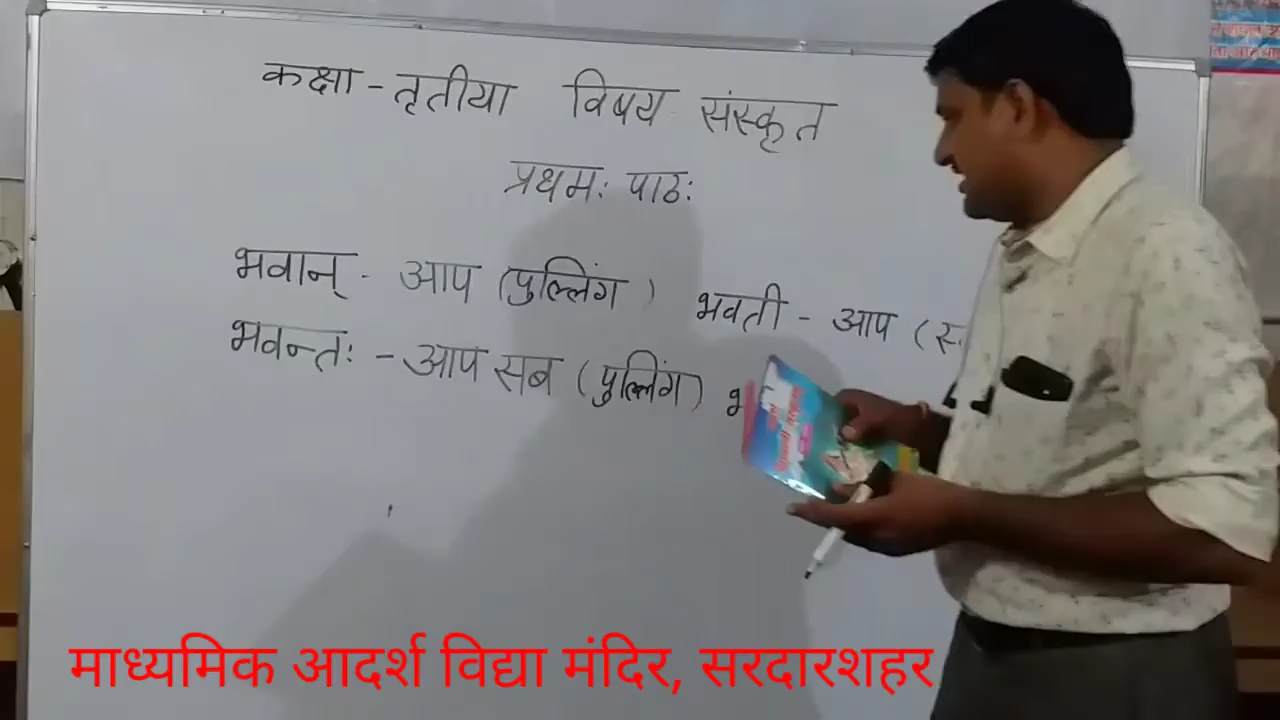 कक्षा - तृतीया विषय संस्कृत
प्रथमः पाठः
भवान् - आप (पुल्लिंग) भवती - आप (
भवन्तः - आप सब (पुल्लिंग)
माध्यमिक आदर्श विद्या मंदिर, सरदारशहर